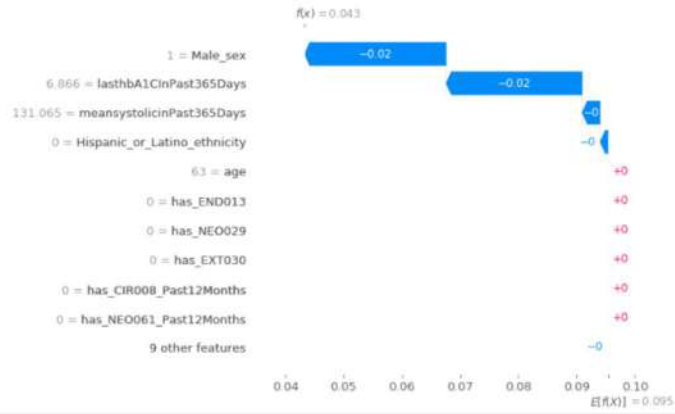 f(x) = 0.043
1 = Male_sex −0.02
6.866 = lasthbA1CInPast365Days −0.02
131.065 = meansystolicinPast365Days −0
0 = Hispanic_or_Latino_ethnicity −0
63 = age +0
0 = has_END013 +0
0 = has_NEO029 +0
0 = has_EXT030 +0
0 = has_CIR008_Past12Months +0
0 = has_NEO061_Past12Months +0
9 other features −0
0.04 0.05 0.06 0.07 0.08 0.09 0.10
E[f(X)] = 0.095